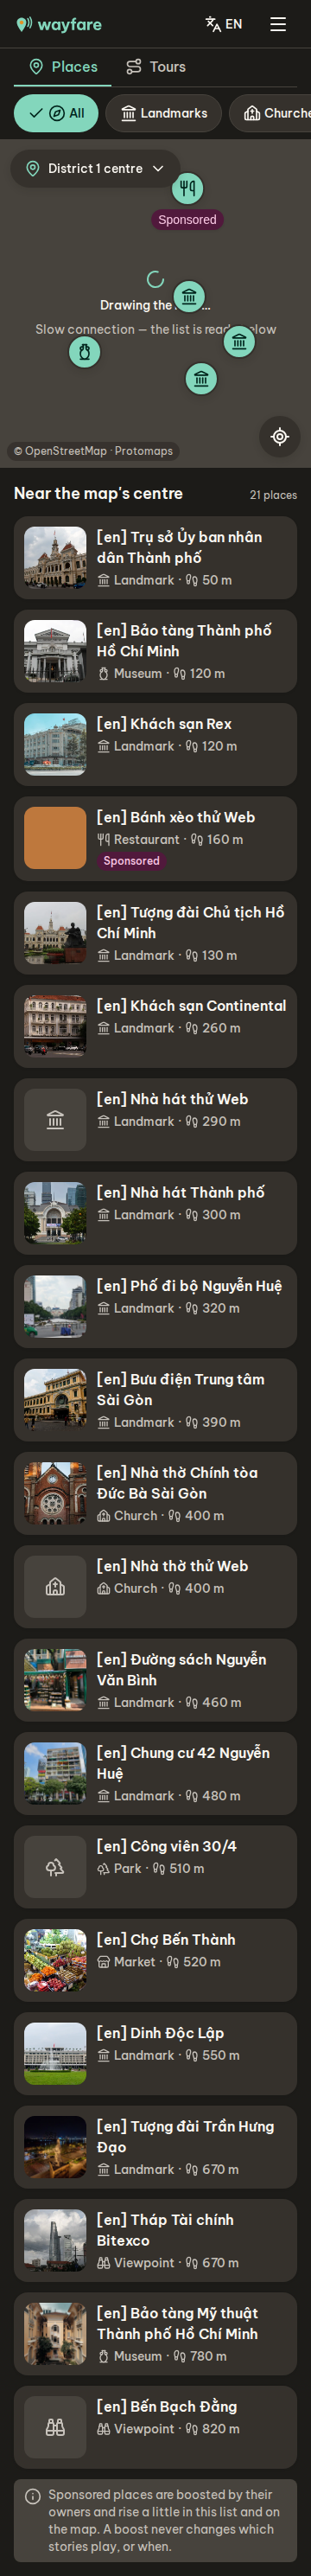 wayfare
EN
Places
Tours
All
Landmarks
District 1 centre
Sponsored
Drawing the
Slow connection — the list is
© OpenStreetMap · Protomaps
Near the map's centre
21 places
[en] Trụ sở Ủy ban nhân
dân Thành phố
Landmark · 50 m
[en] Bảo tàng Thành phố
Hồ Chí Minh
Museum · 120 m
[en] Khách sạn Rex
Landmark · 120 m
[en] Bánh xèo thử Web
Restaurant · 160 m
Sponsored
[en] Tượng đài Chủ tịch Hồ
Chí Minh
Landmark · 130 m
[en] Khách sạn Continental
Landmark · 260 m
[en] Nhà hát thử Web
Landmark · 290 m
[en] Nhà hát Thành phố
Landmark · 300 m
[en] Phố đi bộ Nguyễn Huệ
Landmark · 320 m
[en] Bưu điện Trung tâm
Sài Gòn
Landmark · 390 m
[en] Nhà thờ Chính tòa
Đức Bà Sài Gòn
Church · 400 m
[en] Nhà thờ thử Web
Church · 400 m
[en] Đường sách Nguyễn
Văn Bình
Landmark · 460 m
[en] Chung cư 42 Nguyễn
Huệ
Landmark · 480 m
[en] Công viên 30/4
Park · 510 m
[en] Chợ Bến Thành
Market · 520 m
[en] Dinh Độc Lập
Landmark · 550 m
[en] Tượng đài Trần Hưng
Đạo
Landmark · 670 m
[en] Tháp Tài chính
Bitexco
Viewpoint · 670 m
[en] Bảo tàng Mỹ thuật
Thành phố Hồ Chí Minh
Museum · 780 m
[en] Bến Bạch Đằng
Viewpoint · 820 m
Sponsored places are boosted by their
owners and rise a little in this list and on
the map. A boost never changes which
stories play, or when.